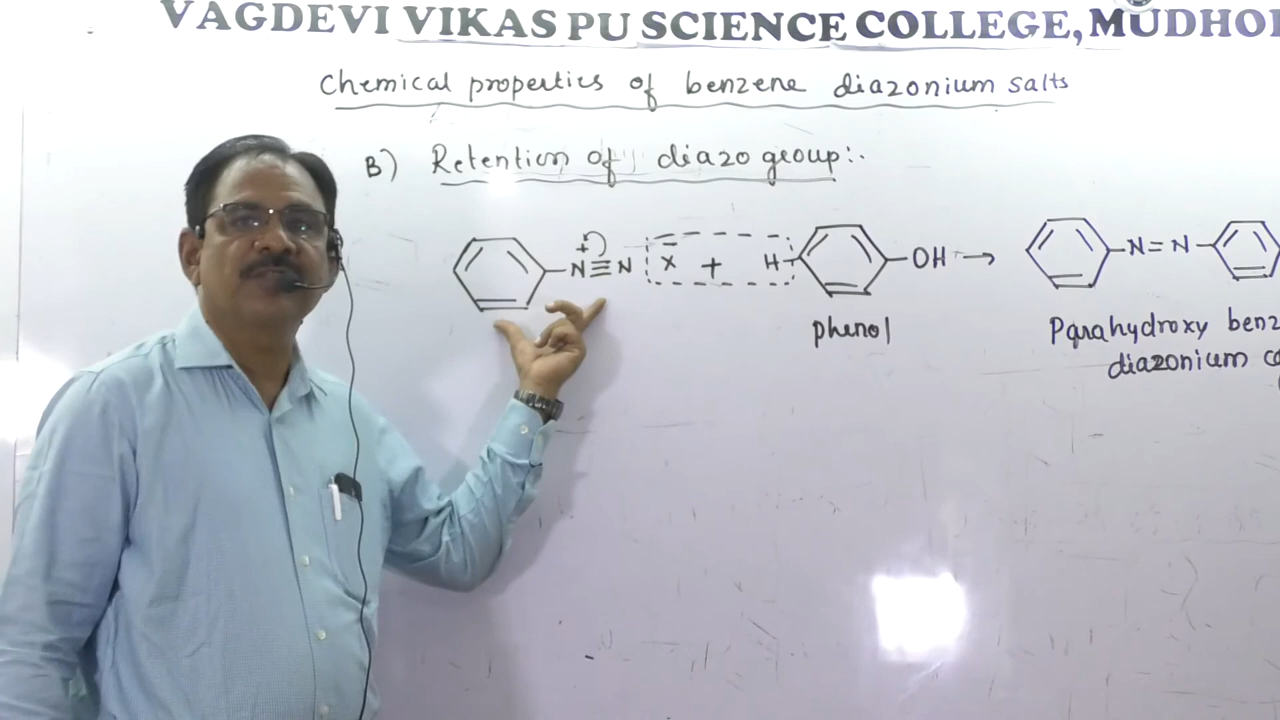 VAGDEVI VIKAS PU SCIENCE COLLEGE, MUDHOL
Chemical properties of benzene diazonium salts
B) Retention of diazo group:.
N≡N⁺ X⁻ + H OH → N=N
phenol
Parahydroxy benz
diazonium